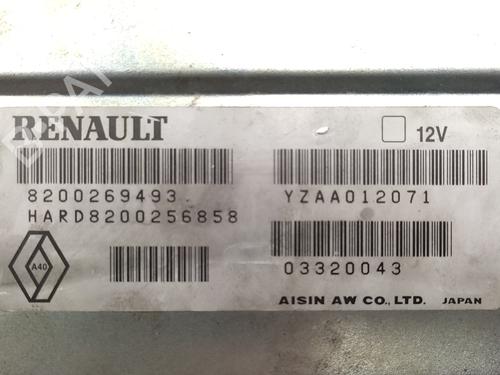 RENAULT
12V
8200269493
YZAA012071
HARD8200256858
A40
03320043
AISIN AW CO., LTD. JAPAN